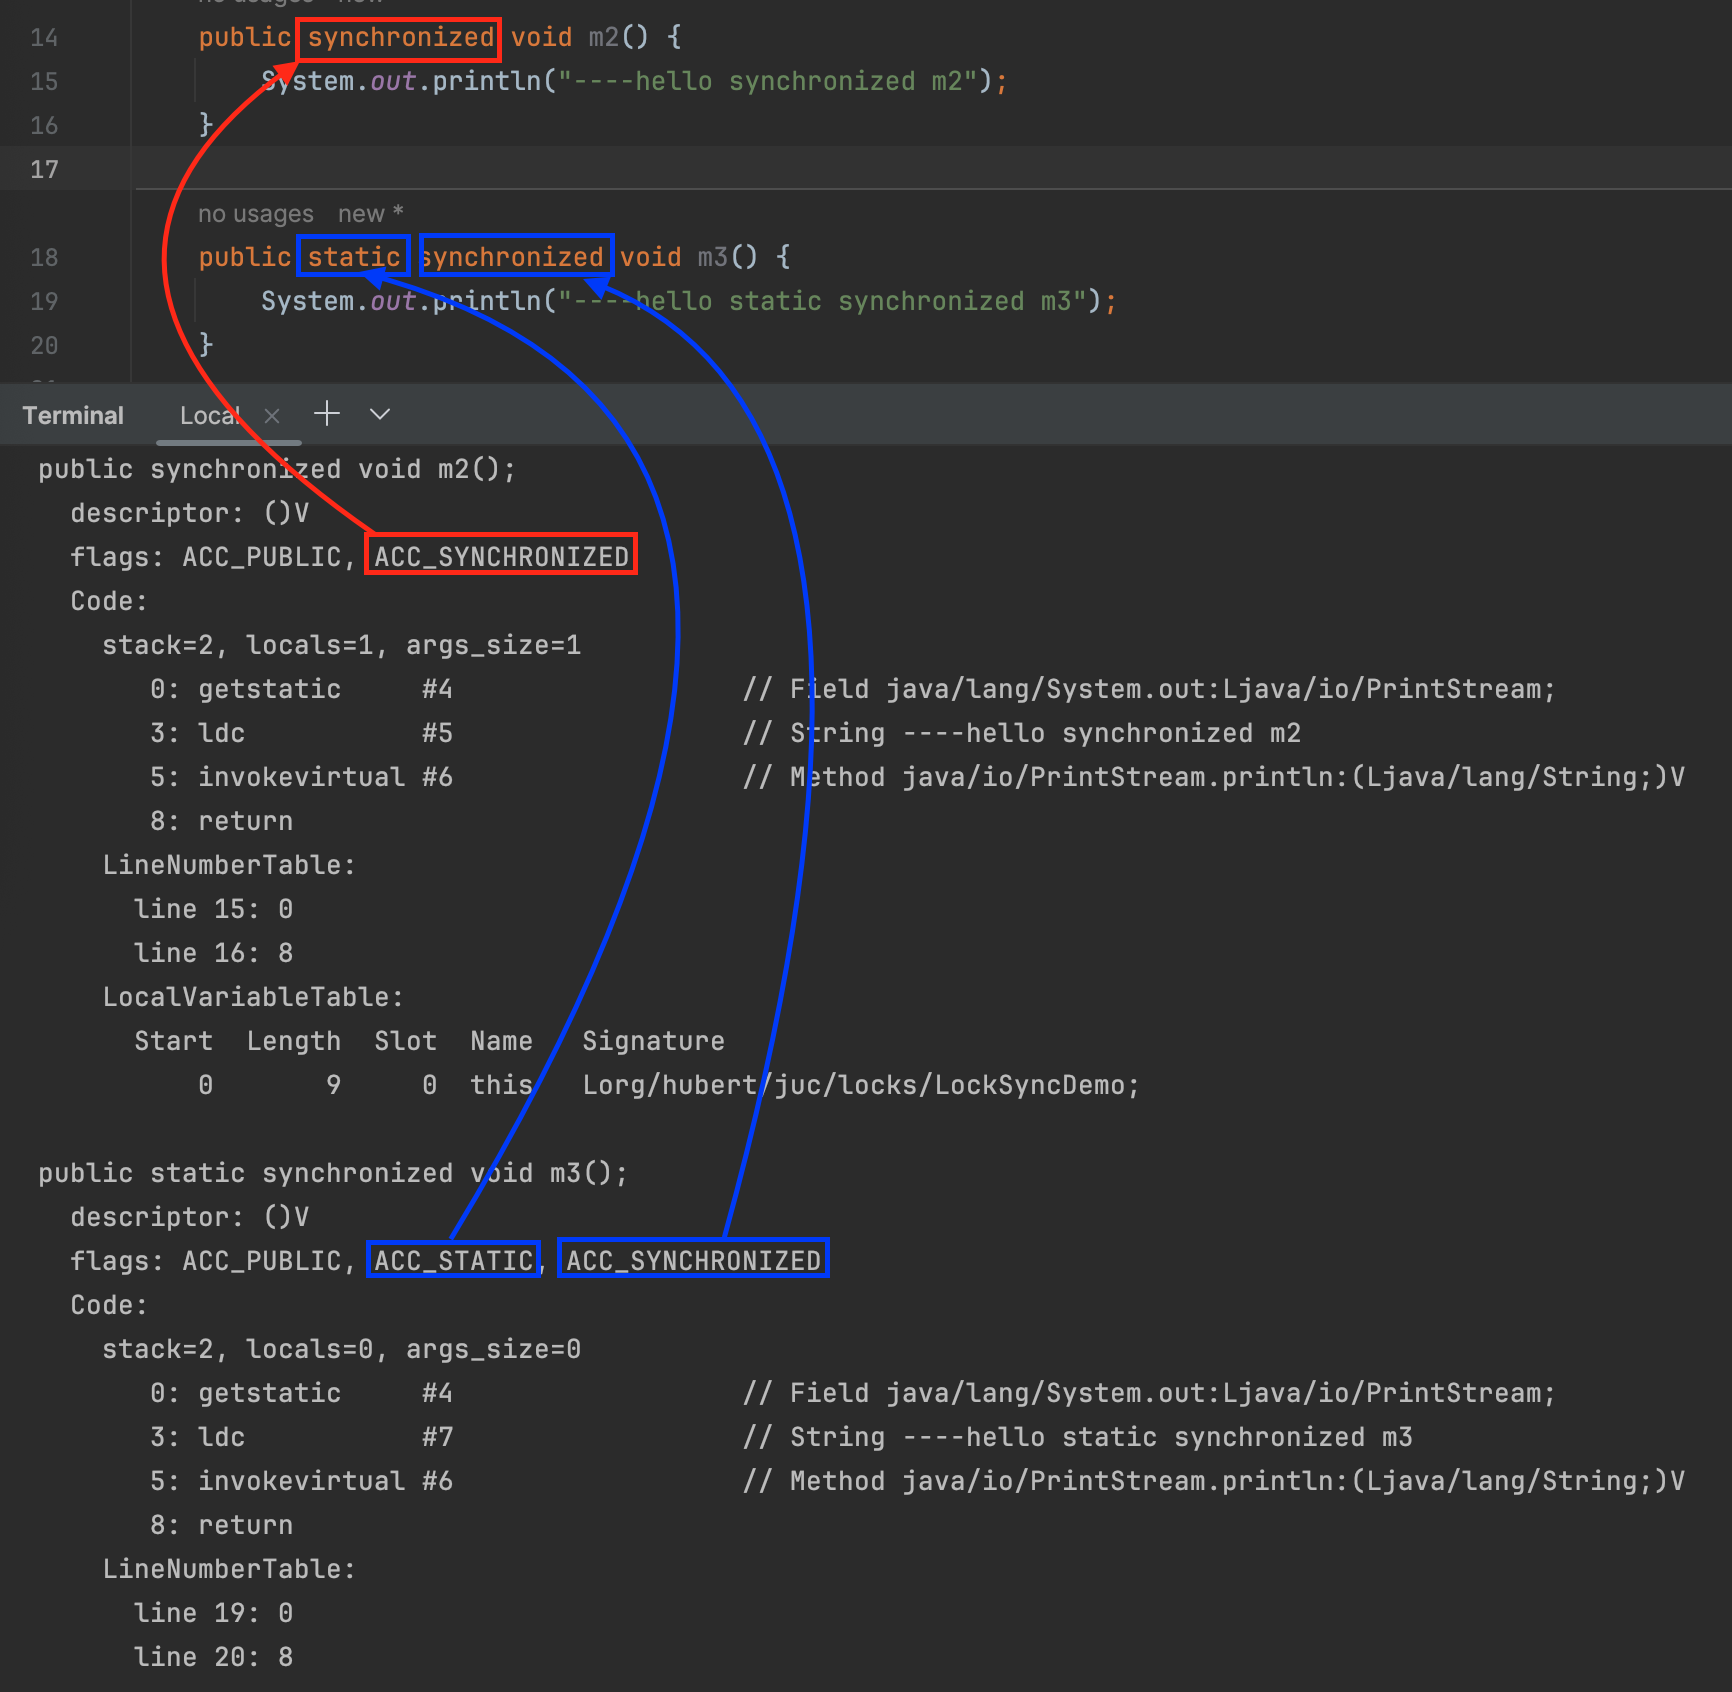 14 public synchronized void m2() {
15 System.out.println("----hello synchronized m2");
16 }
17
no usages new *
18 public static synchronized void m3() {
19 System.out.println("----hello static synchronized m3");
20 }
Terminal Local × + ⌄
public synchronized void m2();
descriptor: ()V
flags: ACC_PUBLIC, ACC_SYNCHRONIZED
Code:
stack=2, locals=1, args_size=1
0: getstatic #4 // Field java/lang/System.out:Ljava/io/PrintStream;
3: ldc #5 // String ----hello synchronized m2
5: invokevirtual #6 // Method java/io/PrintStream.println:(Ljava/lang/String;)V
8: return
LineNumberTable:
line 15: 0
line 16: 8
LocalVariableTable:
Start Length Slot Name Signature
0 9 0 this Lorg/hubert/juc/locks/LockSyncDemo;
public static synchronized void m3();
descriptor: ()V
flags: ACC_PUBLIC, ACC_STATIC, ACC_SYNCHRONIZED
Code:
stack=2, locals=0, args_size=0
0: getstatic #4 // Field java/lang/System.out:Ljava/io/PrintStream;
3: ldc #7 // String ----hello static synchronized m3
5: invokevirtual #6 // Method java/io/PrintStream.println:(Ljava/lang/String;)V
8: return
LineNumberTable:
line 19: 0
line 20: 8